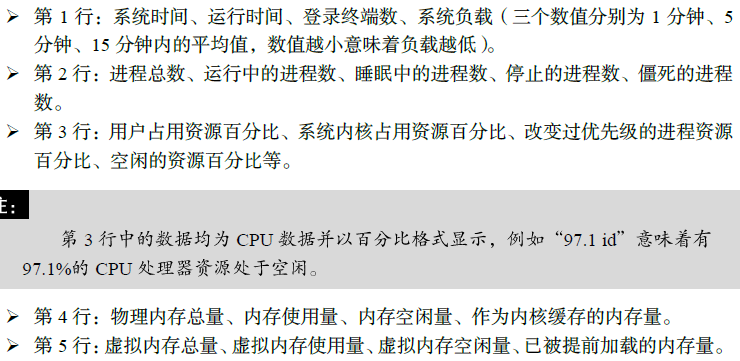 ➢ 第 1 行：系统时间、运行时间、登录终端数、系统负载（三个数值分别为 1 分钟、5
分钟、15 分钟内的平均值，数值越小意味着负载越低）。
➢ 第 2 行：进程总数、运行中的进程数、睡眠中的进程数、停止的进程数、僵死的进程
数。
➢ 第 3 行：用户占用资源百分比、系统内核占用资源百分比、改变过优先级的进程资源
百分比、空闲的资源百分比等。
注：
第 3 行中的数据均为 CPU 数据并以百分比格式显示，例如“97.1 id”意味着有
97.1%的 CPU 处理器资源处于空闲。
➢ 第 4 行：物理内存总量、内存使用量、内存空闲量、作为内核缓存的内存量。
➢ 第 5 行：虚拟内存总量、虚拟内存使用量、虚拟内存空闲量、已被提前加载的内存量。